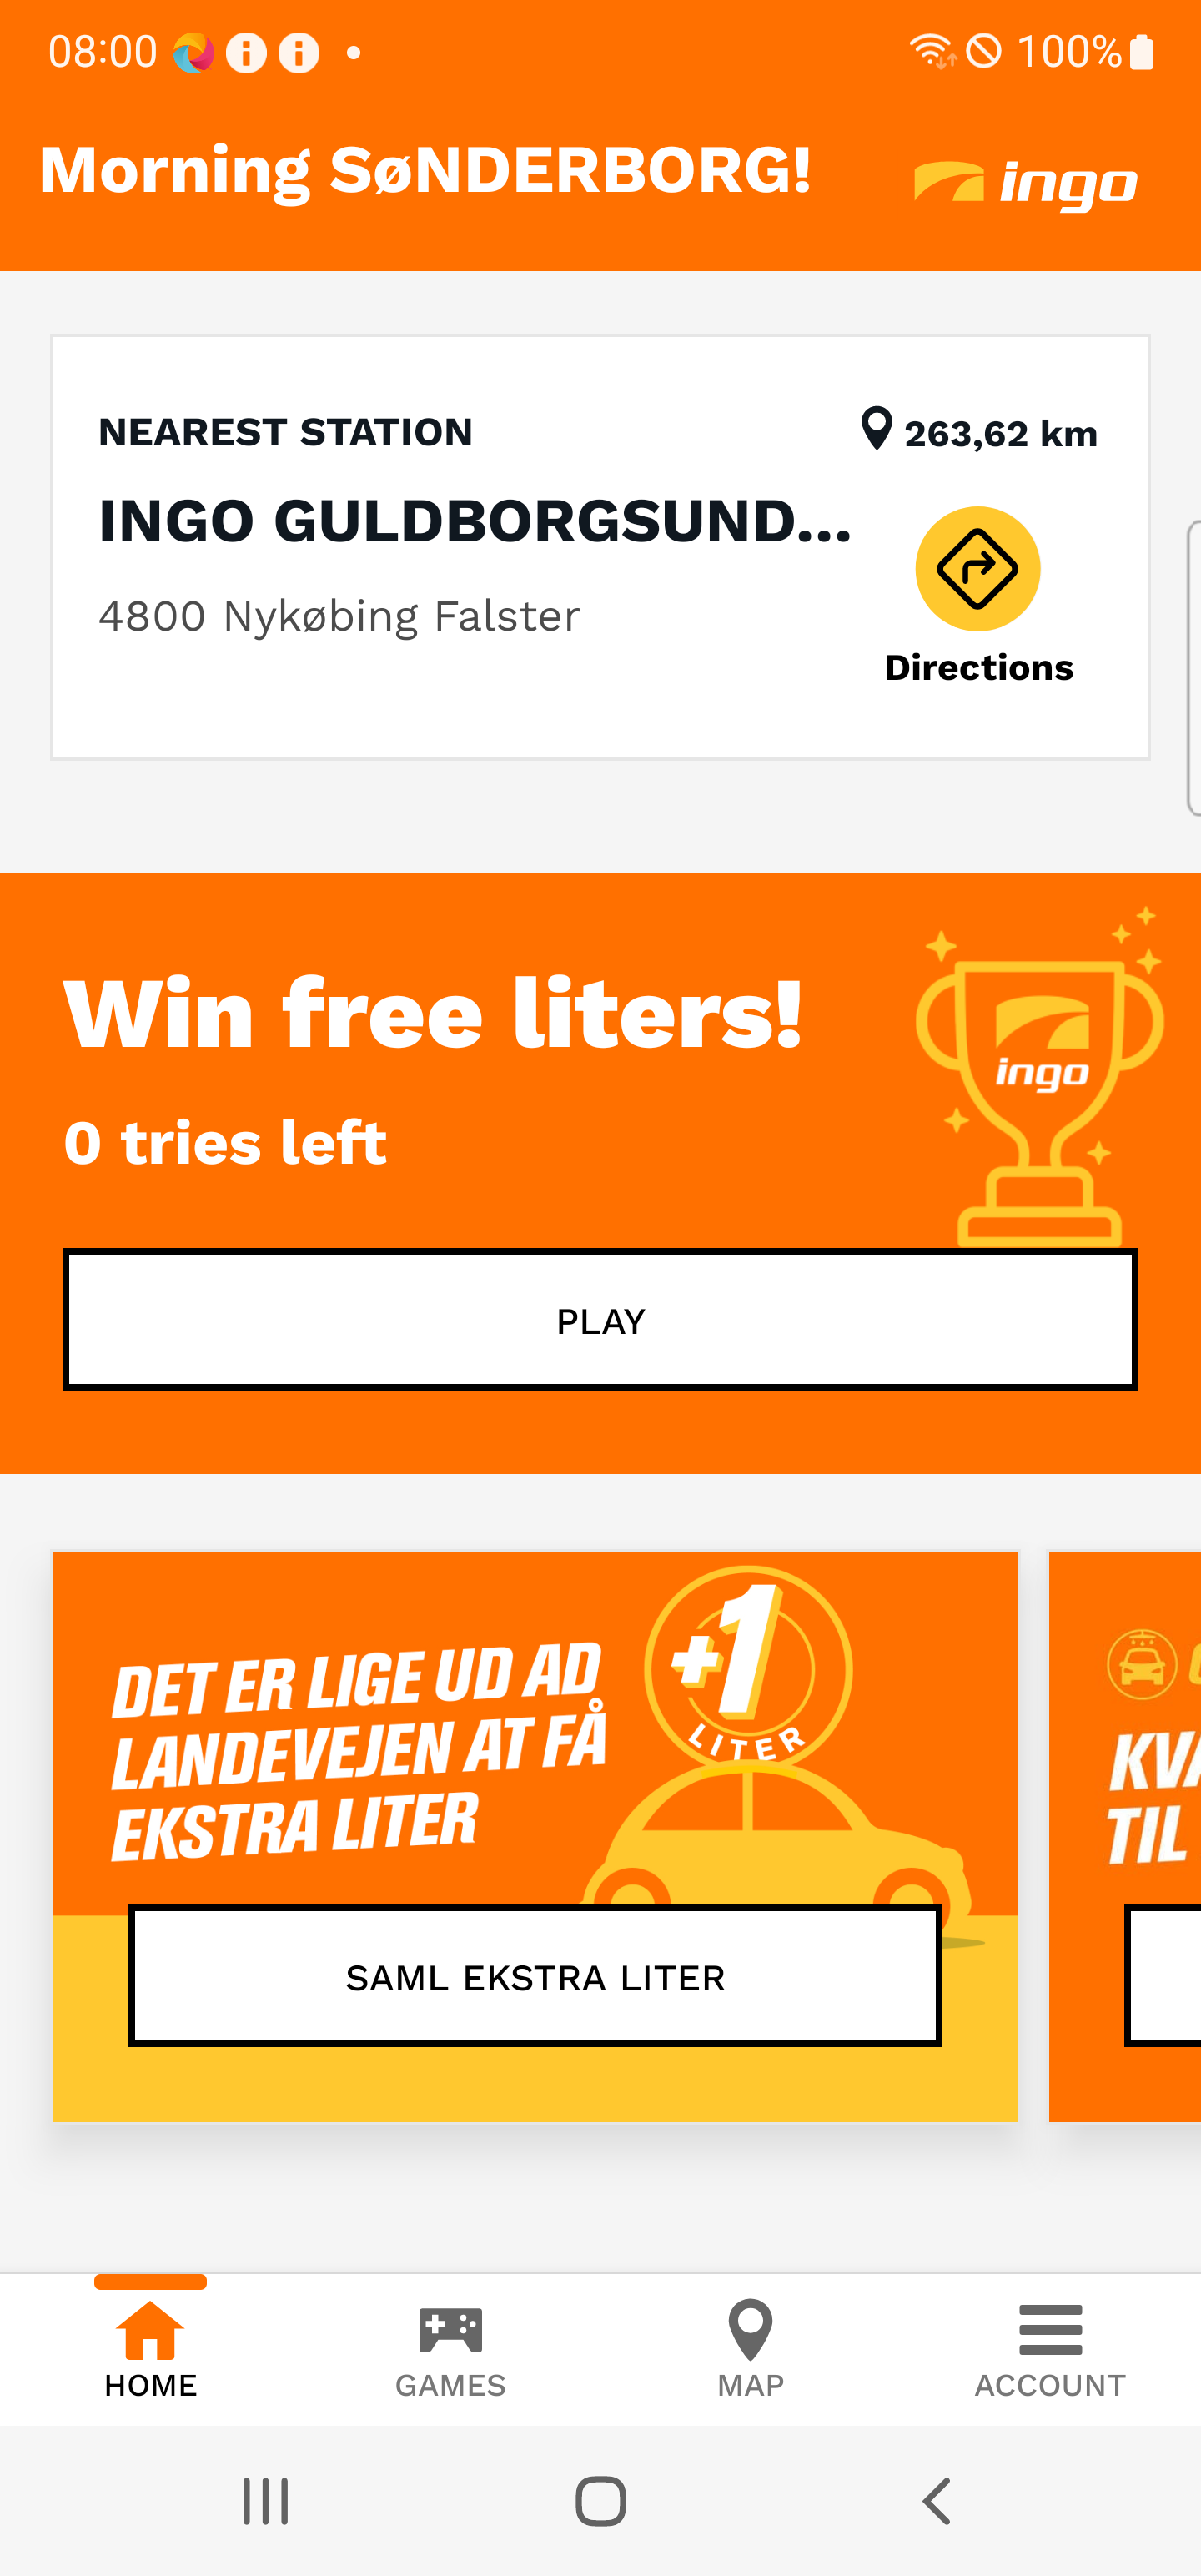 08:00
100%
Morning SøNDERBORG!
ingo
NEAREST STATION
263,62 km
INGO GULDBORGSUND...
4800 Nykøbing Falster
Directions
Win free liters!
0 tries left
ingo
PLAY
DET ER LIGE UD AD
LANDEVEJEN AT FÅ
EKSTRA LITER
+1
LITER
SAML EKSTRA LITER
TIL
HOME
GAMES
MAP
ACCOUNT